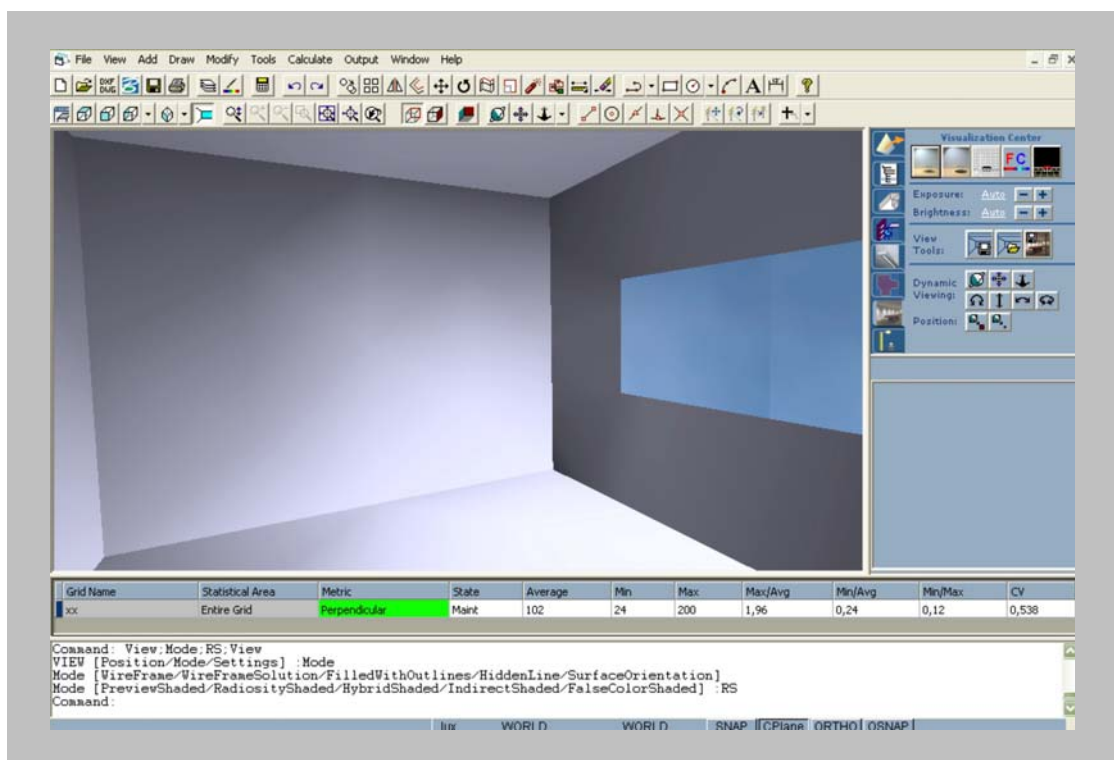 File View Add Draw Modify Tools Calculate Output Window Help
DXF
DWG
A
?
Visualization Center
FC
Exposure: Auto
Brightness: Auto
View
Tools:
Dynamic
Viewing:
Position:
Grid Name Statistical Area Metric State Average Min Max Max/Avg Min/Avg Min/Max CV
xx Entire Grid Perpendicular Maint 102 24 200 1,96 0,24 0,12 0,538
Command: View;Mode;RS;View
VIEW [Position/Mode/Settings] :Mode
Mode [WireFrame/WireFrameSolution/FilledWithOutlines/HiddenLine/SurfaceOrientation]
Mode [PreviewShaded/RadiosityShaded/HybridShaded/IndirectShaded/FalseColorShaded] :RS
Command:
lux WORLD WORLD SNAP CPlane ORTHO OSNAP